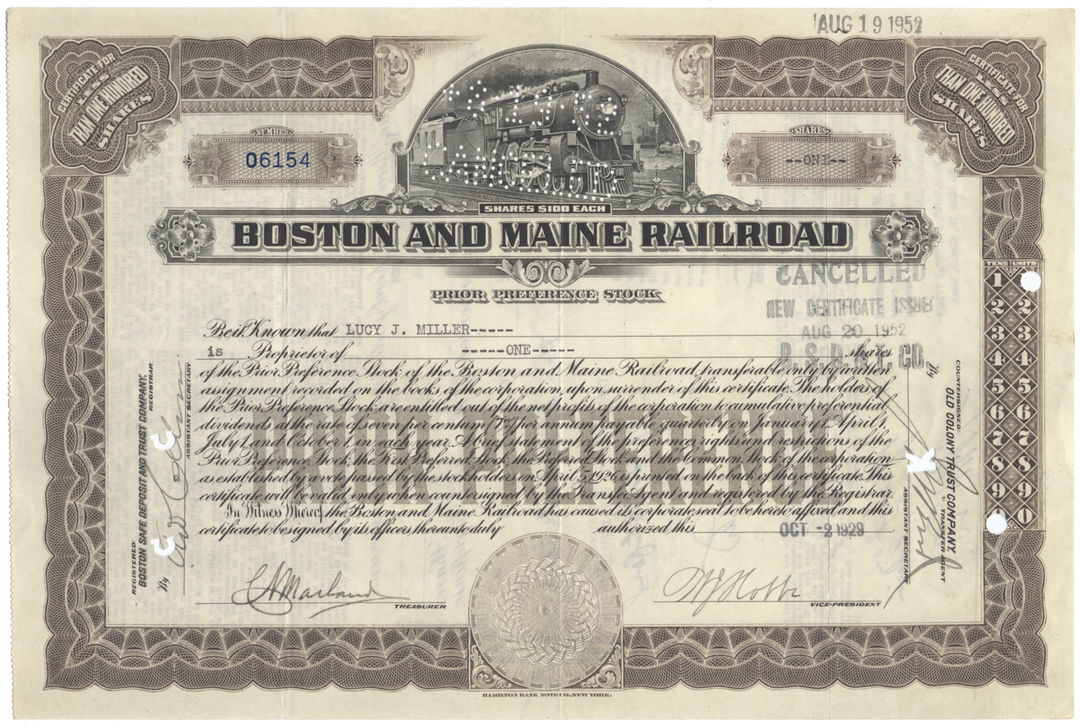 AUG 19 1952
CERTIFICATE FOR
LESS
THAN ONE HUNDRED
SHARES
CERTIFICATE FOR
LESS
THAN ONE HUNDRED
SHARES
NUMBER
06154
SHARES
--ONE--
SHARES $100 EACH
BOSTON AND MAINE RAILROAD
PRIOR PREFERENCE STOCK
CANCELLED
NEW CERTIFICATE ISSUED
AUG 20 1952
CO.
Be it Known that LUCY J. MILLER-----
is Proprietor of -----ONE----- shares
of the Prior Preference Stock of the Boston and Maine Railroad, transferable only by written
assignment recorded on the books of the corporation, upon surrender of this certificate. The holders of
the Prior Preference Stock are entitled out of the net profits of the corporation to cumulative preferential
dividends at the rate of seven per centum (7%) per annum payable quarterly on January 1, April 1,
July 1, and October 1, in each year. A brief statement of the preferences, rights and restrictions of the
Prior Preference Stock, the First Preferred Stock, the Preferred Stock and the Common Stock of the corporation
as established by a vote passed by the stockholders on April 5, 1926 is printed on the back of this certificate. This
certificate will be valid only when countersigned by the Transfer Agent and registered by the Registrar.
In Witness Whereof the Boston and Maine Railroad has caused its corporate seal to be hereto affixed and this
certificate to be signed by its officers thereunto duly authorized this OCT -2 1929
TREASURER
VICE-PRESIDENT
REGISTERED
BOSTON SAFE DEPOSIT AND TRUST COMPANY,
REGISTRAR
By
ASSISTANT SECRETARY
COUNTERSIGNED:
OLD COLONY TRUST COMPANY,
TRANSFER AGENT
By
ASSISTANT SECRETARY
TENS UNITS
1
2 2
3 3
4 4
5 5
6 6
7 7
8 8
9 9
0
HAMILTON BANK NOTE CO., NEW YORK.